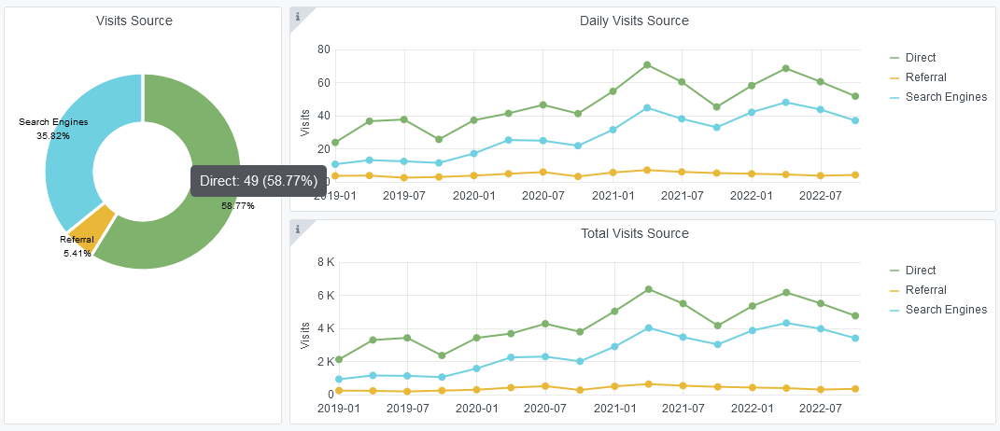 Visits Source
Search Engines
35.82%
Direct: 49 (58.77%)
58.77%
Referral
5.41%
i
Daily Visits Source
Visits
80
60
40
20
0
2019-01 2019-07 2020-01 2020-07 2021-01 2021-07 2022-01 2022-07
Direct
Referral
Search Engines
i
Total Visits Source
Visits
8 K
6 K
4 K
2 K
0
2019-01 2019-07 2020-01 2020-07 2021-01 2021-07 2022-01 2022-07
Direct
Referral
Search Engines